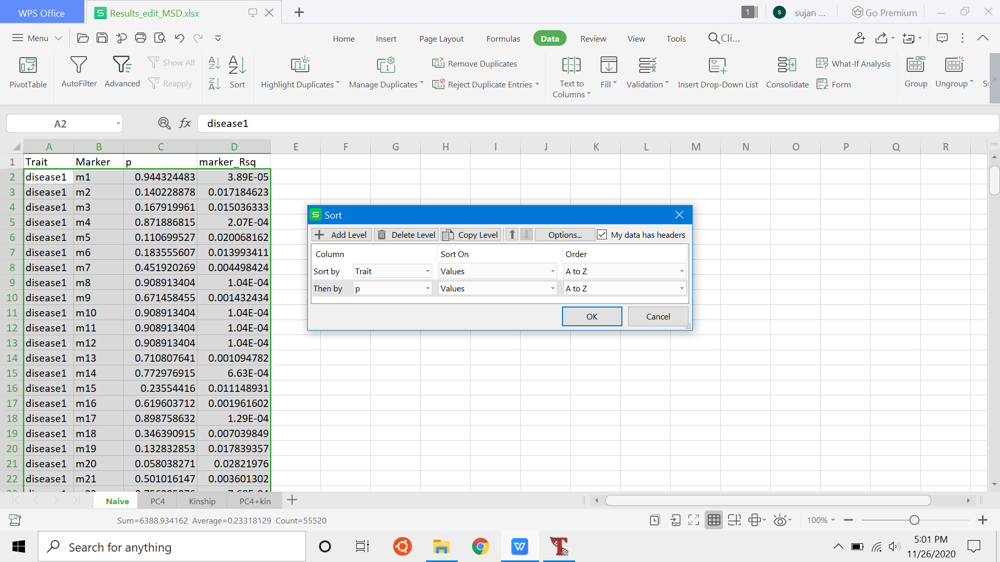 WPS Office
S Results_edit_MSD.xlsx
1
s
sujan ...
Go Premium
Menu
Home Insert Page Layout Formulas Data Review View Tools Cli...
PivotTable
AutoFilter
Advanced
Show All
Reapply
Sort
Highlight Duplicates
Manage Duplicates
Remove Duplicates
Reject Duplicate Entries
Text to
Columns
Fill
Validation
Insert Drop-Down List
Consolidate
What-If Analysis
Form
Group
Ungroup
A2
fx
disease1
A B C D E F G H I J K L M N O P Q R
1 Trait Marker p marker_Rsq
2 disease1 m1 0.944324483 3.89E-05
3 disease1 m2 0.140228878 0.017184623
4 disease1 m3 0.167919961 0.015036333
5 disease1 m4 0.871886815 2.07E-04
6 disease1 m5 0.110699527 0.020068162
7 disease1 m6 0.183555607 0.013993411
8 disease1 m7 0.451920269 0.004498424
9 disease1 m8 0.908913404 1.04E-04
10 disease1 m9 0.671458455 0.001432434
11 disease1 m10 0.908913404 1.04E-04
12 disease1 m11 0.908913404 1.04E-04
13 disease1 m12 0.908913404 1.04E-04
14 disease1 m13 0.710807641 0.001094782
15 disease1 m14 0.772976915 6.63E-04
16 disease1 m15 0.23554416 0.011148931
17 disease1 m16 0.619603712 0.001961602
18 disease1 m17 0.898758632 1.29E-04
19 disease1 m18 0.346390915 0.007039849
20 disease1 m19 0.132832853 0.017839357
21 disease1 m20 0.058038271 0.02821976
22 disease1 m21 0.501016147 0.003601302
S Sort
Add Level Delete Level Copy Level Options... My data has headers
Column Sort On Order
Sort by Trait Values A to Z
Then by p Values A to Z
OK Cancel
Naive PC4 Kinship PC4+kin
Sum=6388.934162 Average=0.23318129 Count=55520
100%
Search for anything
5:01 PM
11/26/2020